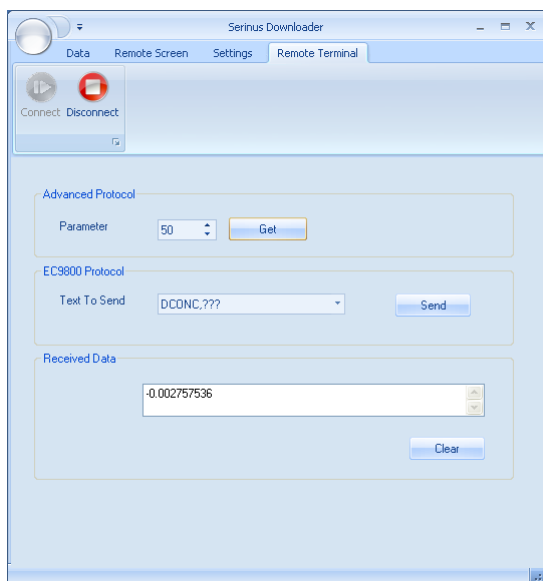 Serinus Downloader
Data Remote Screen Settings Remote Terminal
Connect Disconnect
Advanced Protocol
Parameter 50 Get
EC9800 Protocol
Text To Send DCONC,??? Send
Received Data
-0.002757536
Clear